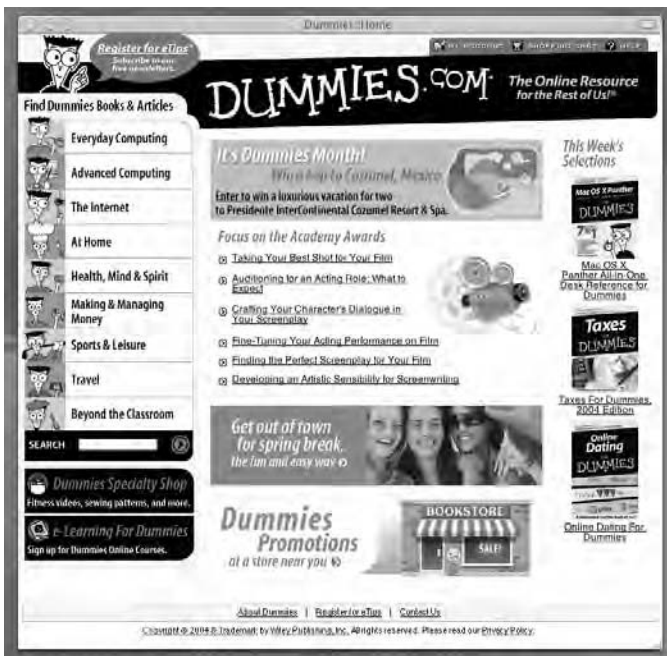 Dummies::Home
Register for eTips
Subscribe to our
free newsletters.
MY ACCOUNT SHOPPING CART ? HELP
DUMMIES.COM
The Online Resource
for the Rest of Us!®
Find Dummies Books & Articles
Everyday Computing
Advanced Computing
The Internet
At Home
Health, Mind & Spirit
Making & Managing
Money
Sports & Leisure
Travel
Beyond the Classroom
SEARCH
Dummies Specialty Shop
Fitness videos, sewing patterns, and more.
e-Learning For Dummies
Sign up for Dummies Online Courses.
It's Dummies Month!
Win a trip to Cozumel, Mexico
Enter to win a luxurious vacation for two
to Presidente InterContinental Cozumel Resort & Spa.
Focus on the Academy Awards
Taking Your Best Shot for Your Film
Auditioning for an Acting Role: What to
Expect
Crafting Your Character's Dialogue in
Your Screenplay
Fine-Tuning Your Acting Performance on Film
Finding the Perfect Screenplay for Your Film
Developing an Artistic Sensibility for Screenwriting
Get out of town
for spring break,
the fun and easy way
Dummies
Promotions
at a store near you
BOOKSTORE
SALE!
This Week's
Selections
Mac OS X Panther
DUMMIES
Mac OS X
Panther All-in-One
Desk Reference for
Dummies
Taxes
DUMMIES
Taxes For Dummies,
2004 Edition
Online
Dating
DUMMIES
Online Dating For
Dummies
About Dummies | Register for eTips | Contact Us
Copyright © 2004 & Trademark by Wiley Publishing, Inc. All rights reserved. Please read our Privacy Policy.